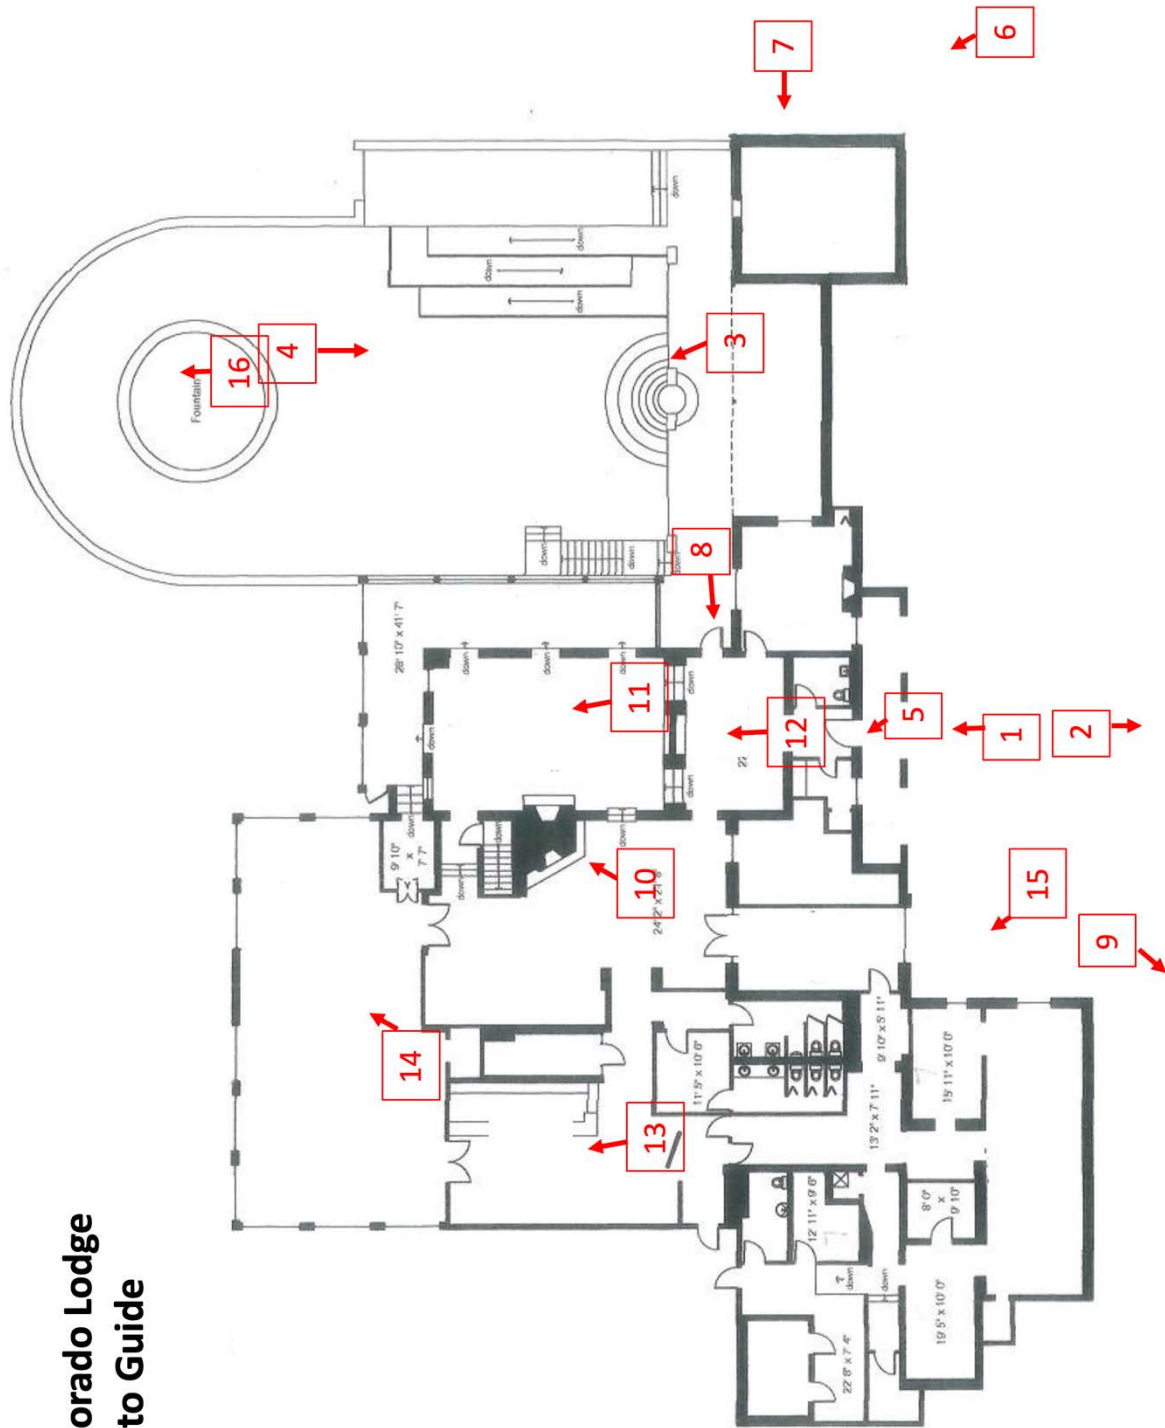 orado Lodge
to Guide
7
6
down
down
down
down
16
4
Fountain
3
down
down
8
28' 10" x 41' 7"
down
down
down
down
11
down
12
down
5
1
2
9' 10"
x
7' 7"
down
down
down
10
24' 2" x 21' 6"
15
9
14
13
11' 5" x 10' 6"
9' 10" x 5' 11"
13' 2" x 7' 11"
15' 11" x 10' 0"
12' 11" x 9' 6"
8' 0"
x
9' 10"
down
22' 8" x 7' 4"
19' 5" x 10' 0"